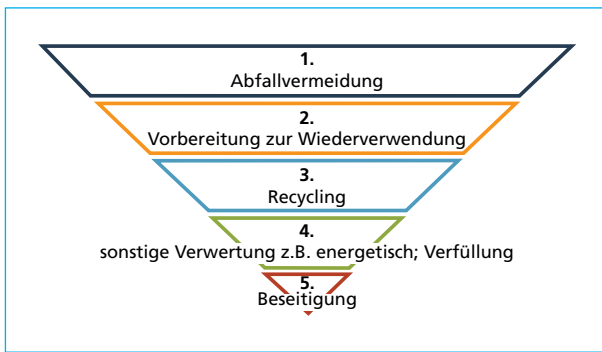 1.
Abfallvermeidung
2.
Vorbereitung zur Wiederverwendung
3.
Recycling
4.
sonstige Verwertung z.B. energetisch; Verfüllung
5.
Beseitigung